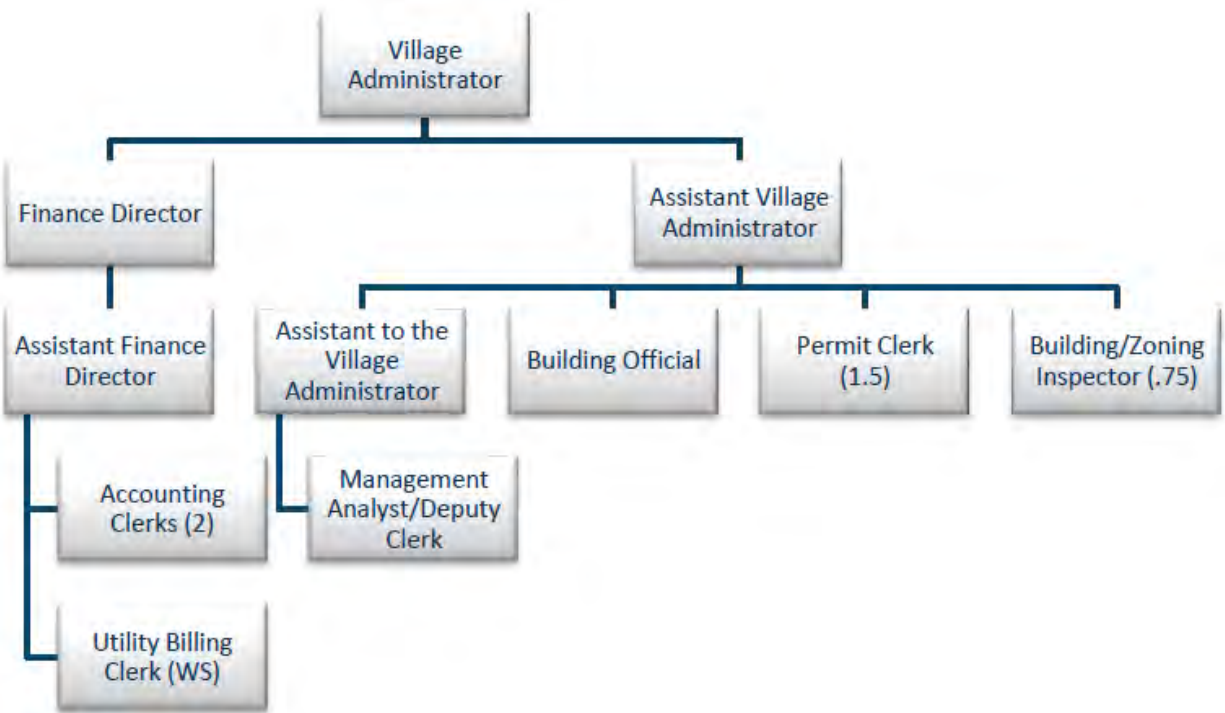 Village
Administrator
Finance Director
Assistant Village
Administrator
Assistant Finance
Director
Assistant to the
Village
Administrator
Building Official
Permit Clerk
(1.5)
Building/Zoning
Inspector (.75)
Accounting
Clerks (2)
Management
Analyst/Deputy
Clerk
Utility Billing
Clerk (WS)